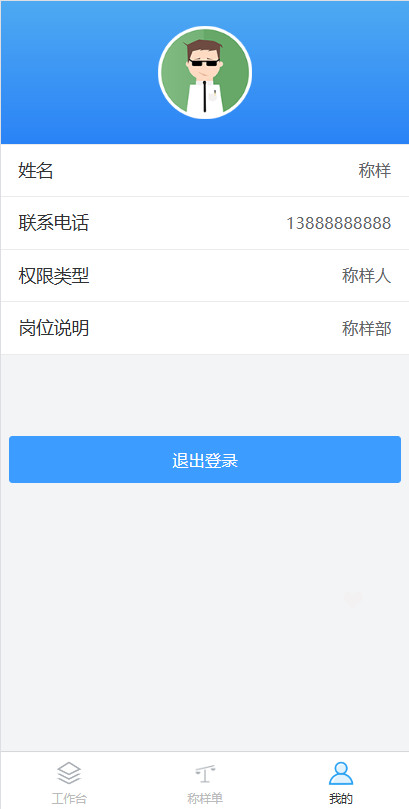 姓名 称样
联系电话 13888888888
权限类型 称样人
岗位说明 称样部
退出登录
工作台 称样单 我的